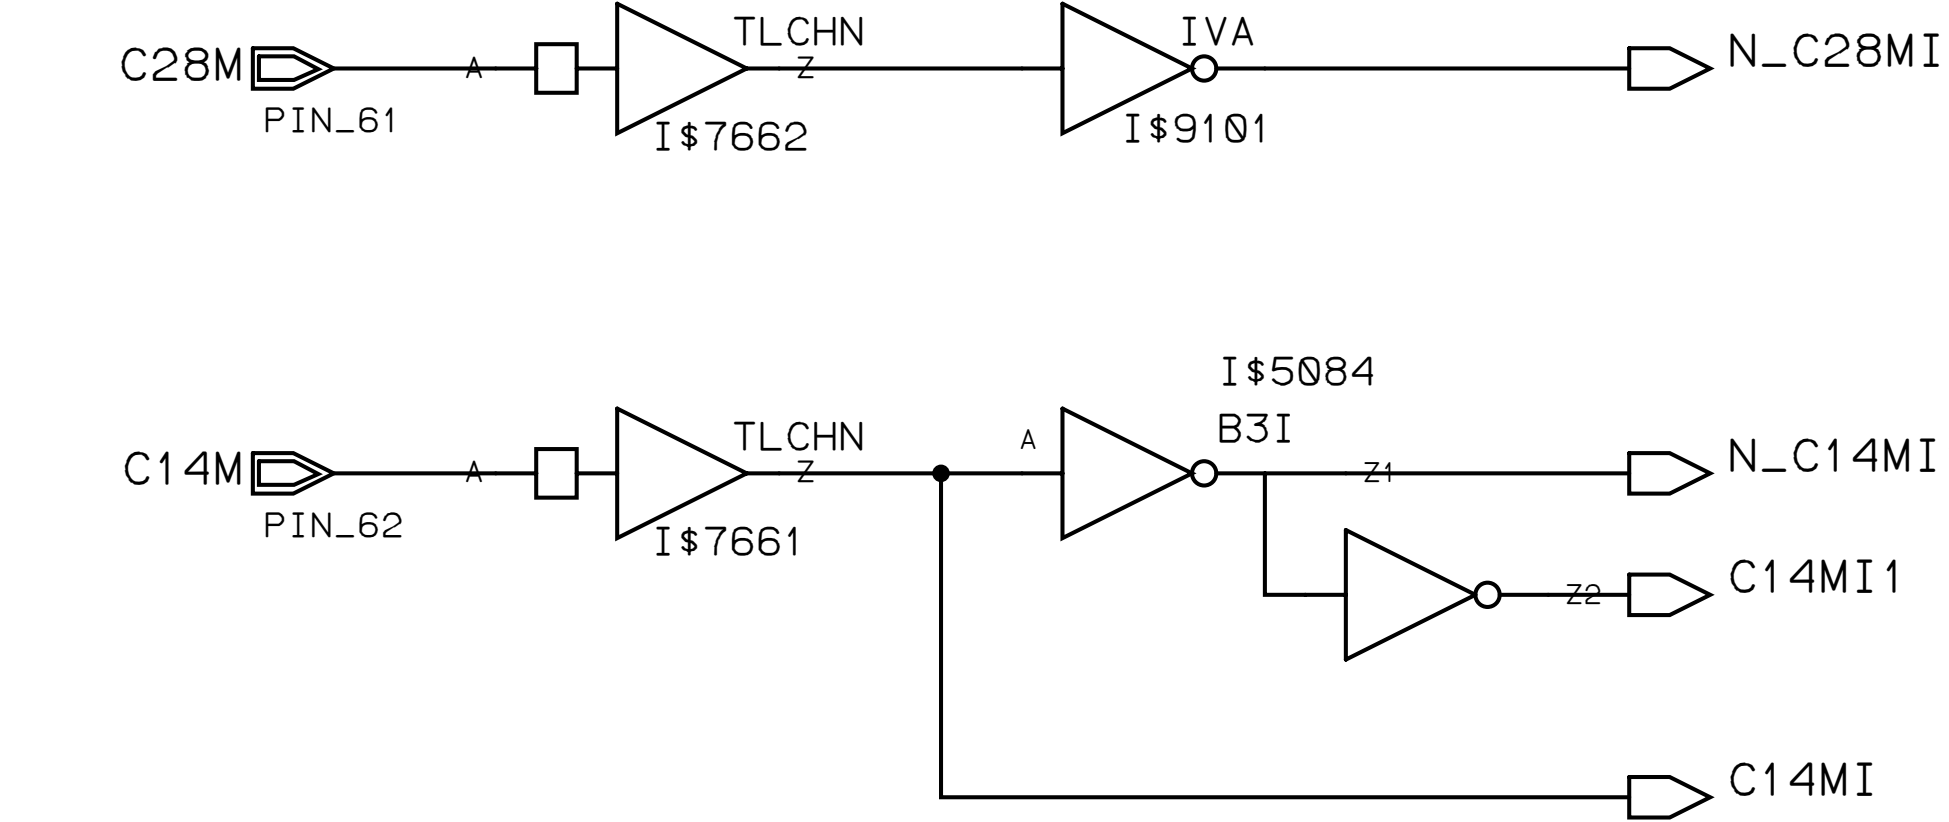 C28M
A
TLCHN
Z
IVA
N_C28MI
PIN_61
I$7662
I$9101
I$5084
B3I
C14M
A
TLCHN
Z
A
Z1
N_C14MI
PIN_62
I$7661
Z2
C14MI1
C14MI